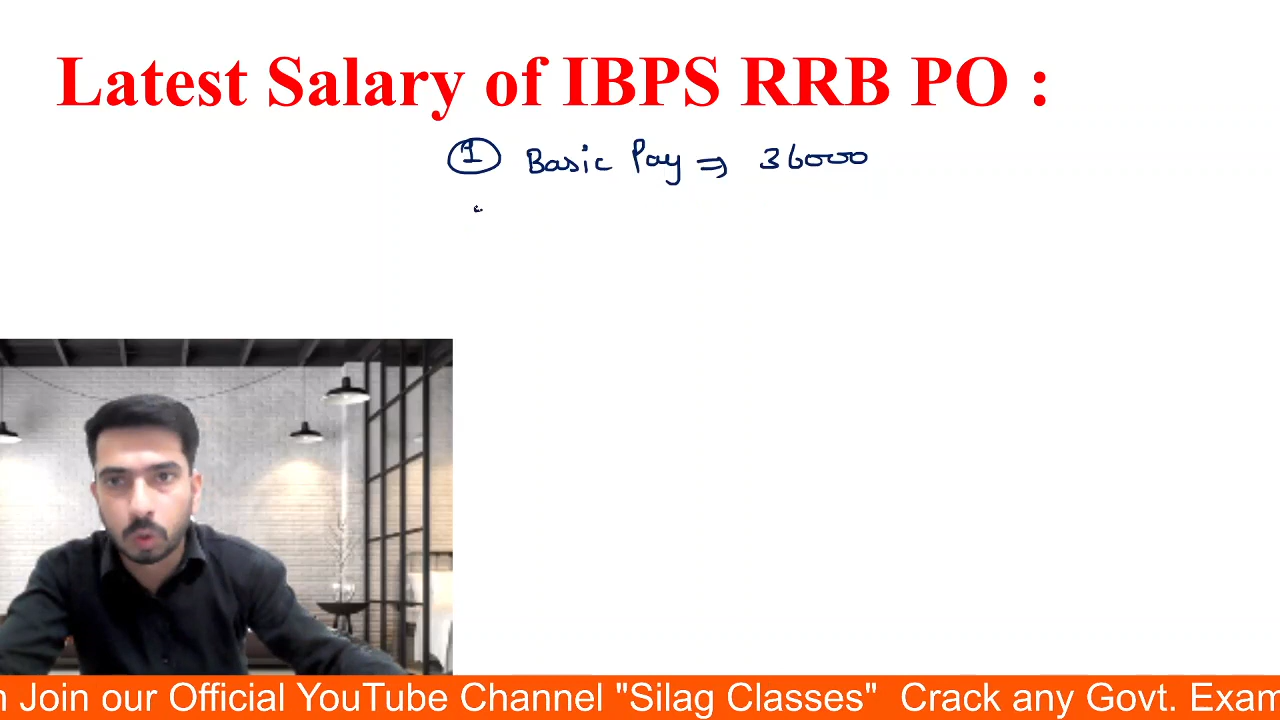 Latest Salary of IBPS RRB PO :
1 Basic Pay ⇒ 36000
n Join our Official YouTube Channel "Silag Classes" Crack any Govt. Exam